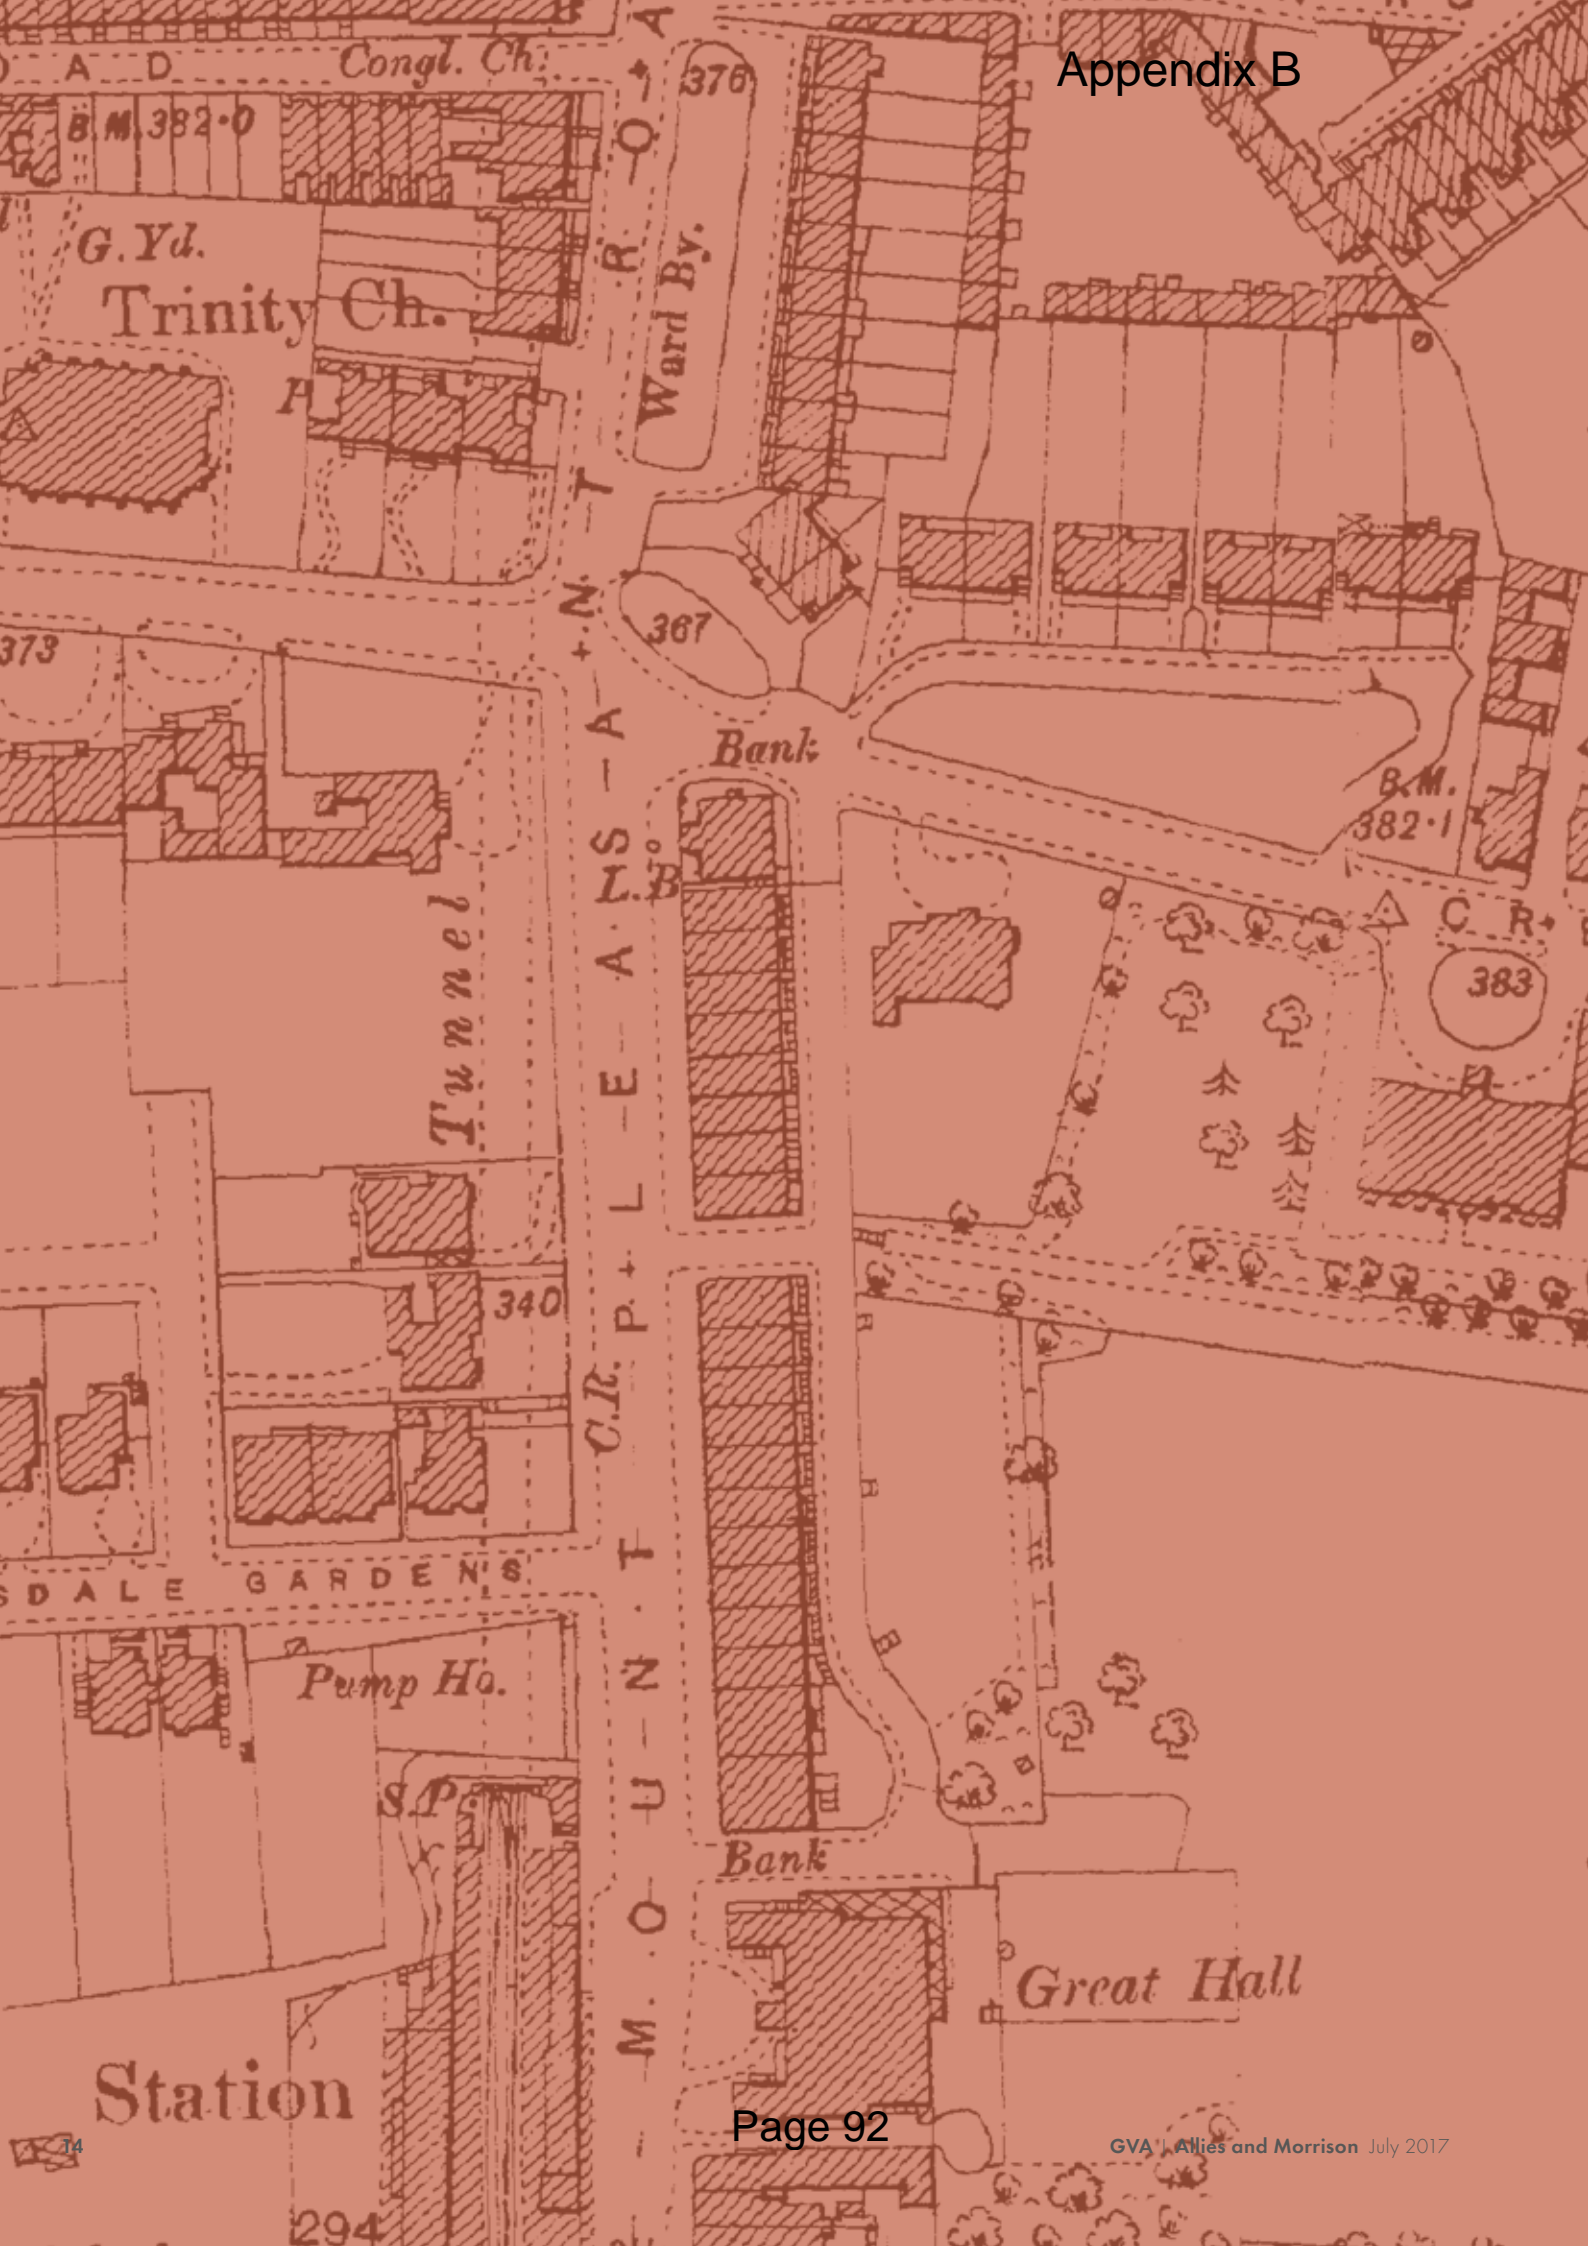 Appendix B
O A D
Congl. Ch.
376
B.M.382·0
G. Yd.
Trinity Ch.
Ward By.
P
367
373
Bank
B.M.
382·1
L.B
C R
383
Tunnel
340
C.R.
MOUNT PLEASANT ROA
SDALE GARDENS
Pump Ho.
S.P.
Bank
Great Hall
Station
Page 92
14
GVA | Allies and Morrison July 2017
294